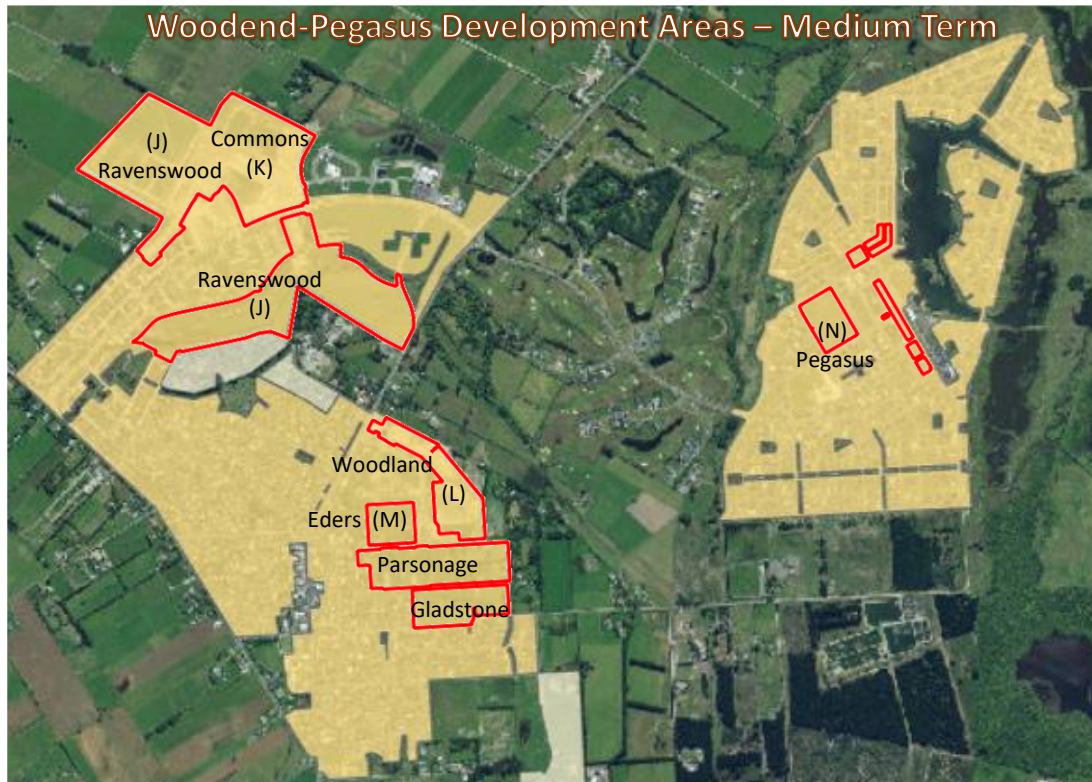 Woodend-Pegasus Development Areas – Medium Term
(J)
Ravenswood
Commons
(K)
Ravenswood
(J)
Woodland
(L)
Eders
(M)
Parsonage
Gladstone
(N)
Pegasus